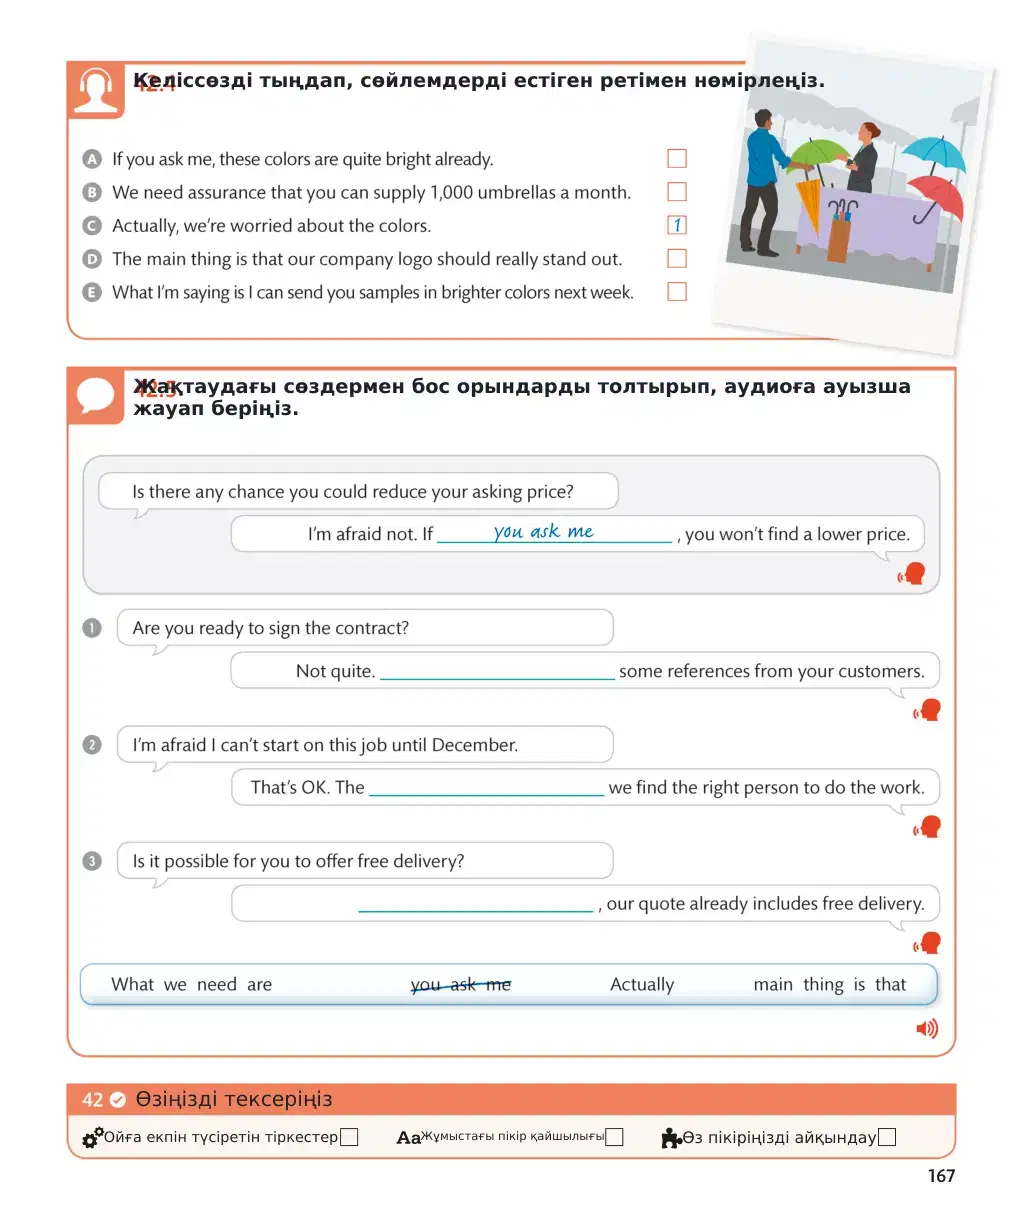 42.4 Келіссөзді тыңдап, сөйлемдерді естіген ретімен нөмірлеңіз.
A If you ask me, these colors are quite bright already.
B We need assurance that you can supply 1,000 umbrellas a month.
C Actually, we're worried about the colors. 1
D The main thing is that our company logo should really stand out.
E What I'm saying is I can send you samples in brighter colors next week.
42.5 Жақтаудағы сөздермен бос орындарды толтырып, аудиоға ауызша
жауап беріңіз.
Is there any chance you could reduce your asking price?
I'm afraid not. If you ask me , you won't find a lower price.
1 Are you ready to sign the contract?
Not quite. some references from your customers.
2 I'm afraid I can't start on this job until December.
That's OK. The we find the right person to do the work.
3 Is it possible for you to offer free delivery?
, our quote already includes free delivery.
What we need are you ask me Actually main thing is that
42 Өзіңізді тексеріңіз
Ойға екпін түсіретін тіркестер Aa Жұмыстағы пікір қайшылығы Өз пікіріңізді айқындау
167